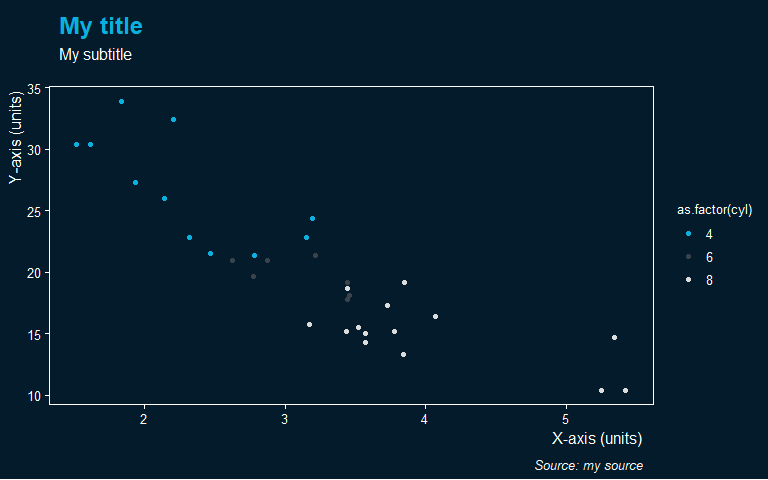 My title
My subtitle
Y-axis (units)
35
30
25
20
15
10
2
3
4
5
X-axis (units)
as.factor(cyl)
4
6
8
Source: my source